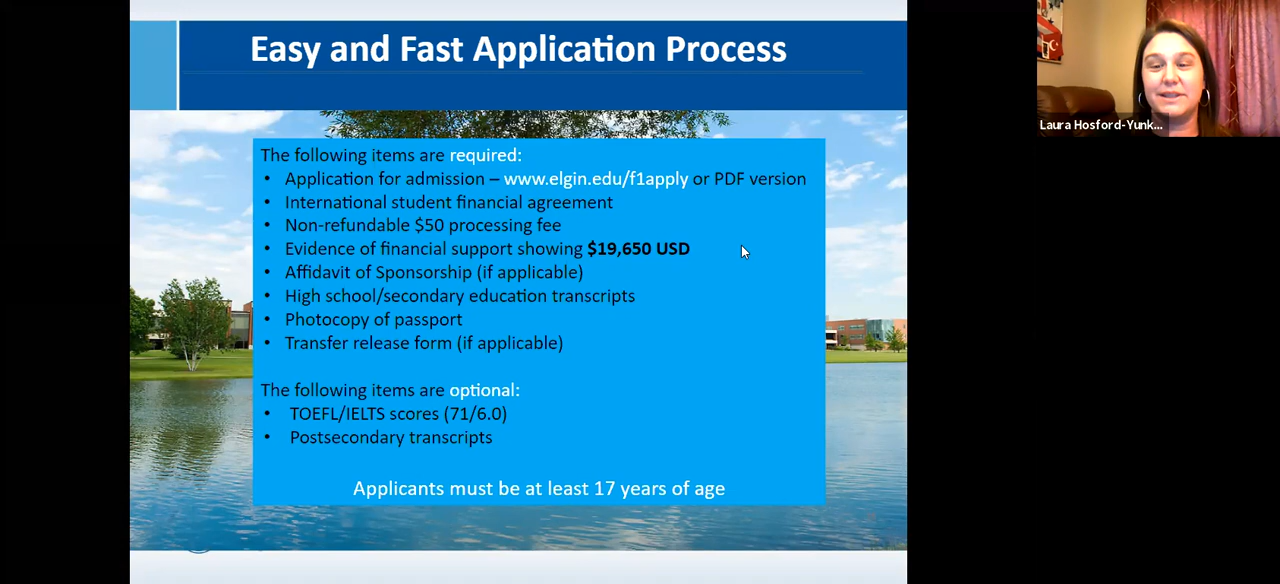 Easy and Fast Application Process
The following items are required:
• Application for admission – www.elgin.edu/f1apply or PDF version
• International student financial agreement
• Non-refundable $50 processing fee
• Evidence of financial support showing $19,650 USD
• Affidavit of Sponsorship (if applicable)
• High school/secondary education transcripts
• Photocopy of passport
• Transfer release form (if applicable)
The following items are optional:
• TOEFL/IELTS scores (71/6.0)
• Postsecondary transcripts
Applicants must be at least 17 years of age
Laura Hosford-Yunk...